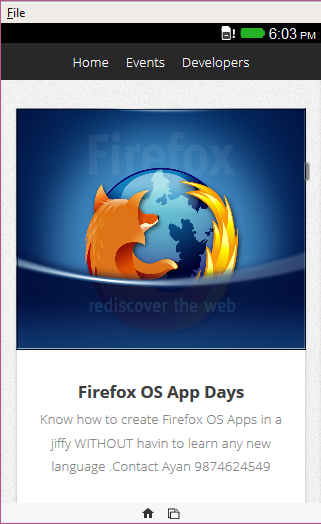 File
6:03 PM
Home Events Developers
Firefox
rediscover the web
Firefox OS App Days
Know how to create Firefox OS Apps in a
jiffy WITHOUT havin to learn any new
language .Contact Ayan 9874624549